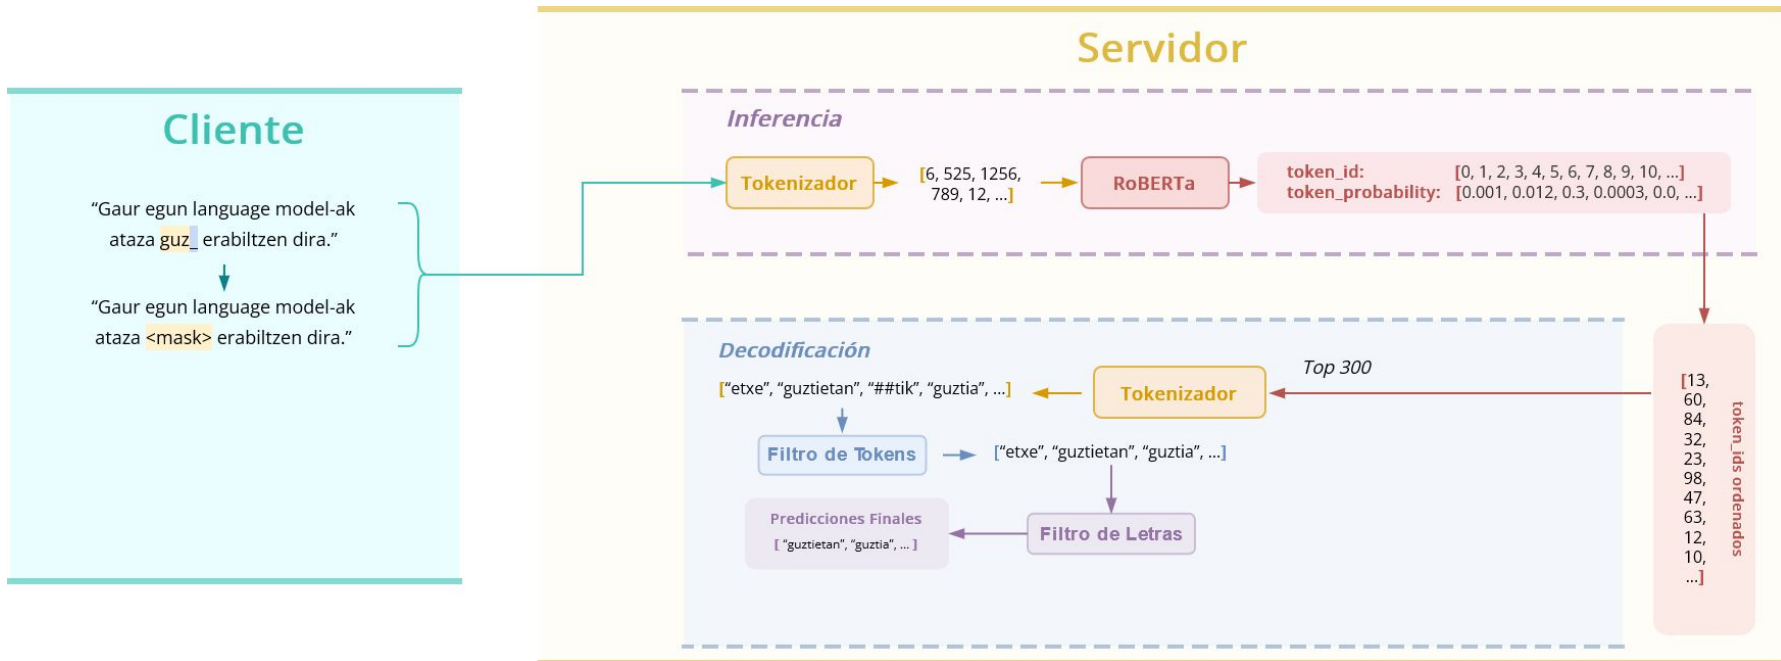 Servidor
Cliente
“Gaur egun language model-ak
ataza guz_ erabiltzen dira.”
“Gaur egun language model-ak
ataza <mask> erabiltzen dira.”
Inferencia
Tokenizador
[6, 525, 1256,
789, 12, ...]
RoBERTa
token_id: [0, 1, 2, 3, 4, 5, 6, 7, 8, 9, 10, ...]
token_probability: [0.001, 0.012, 0.3, 0.0003, 0.0, ...]
token_ids ordenados
[13,
60,
84,
32,
23,
98,
47,
63,
12,
10,
...]
Top 300
Decodificación
Tokenizador
[“etxe”, “guztietan”, “##tik”, “guztia”, ...]
Filtro de Tokens
[“etxe”, “guztietan”, “guztia”, ...]
Filtro de Letras
Predicciones Finales
[ “guztietan”, “guztia”, ... ]